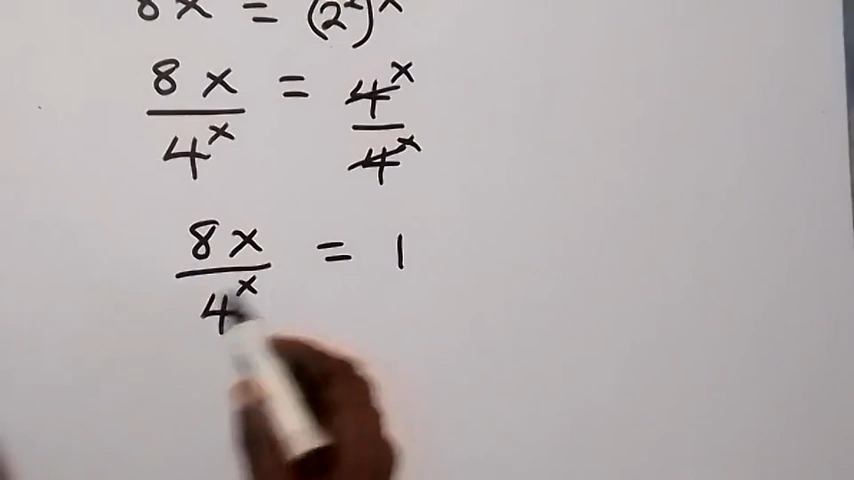 8x = (2²)ˣ
8x/4ˣ = 4ˣ/4ˣ
8x/4ˣ = 1